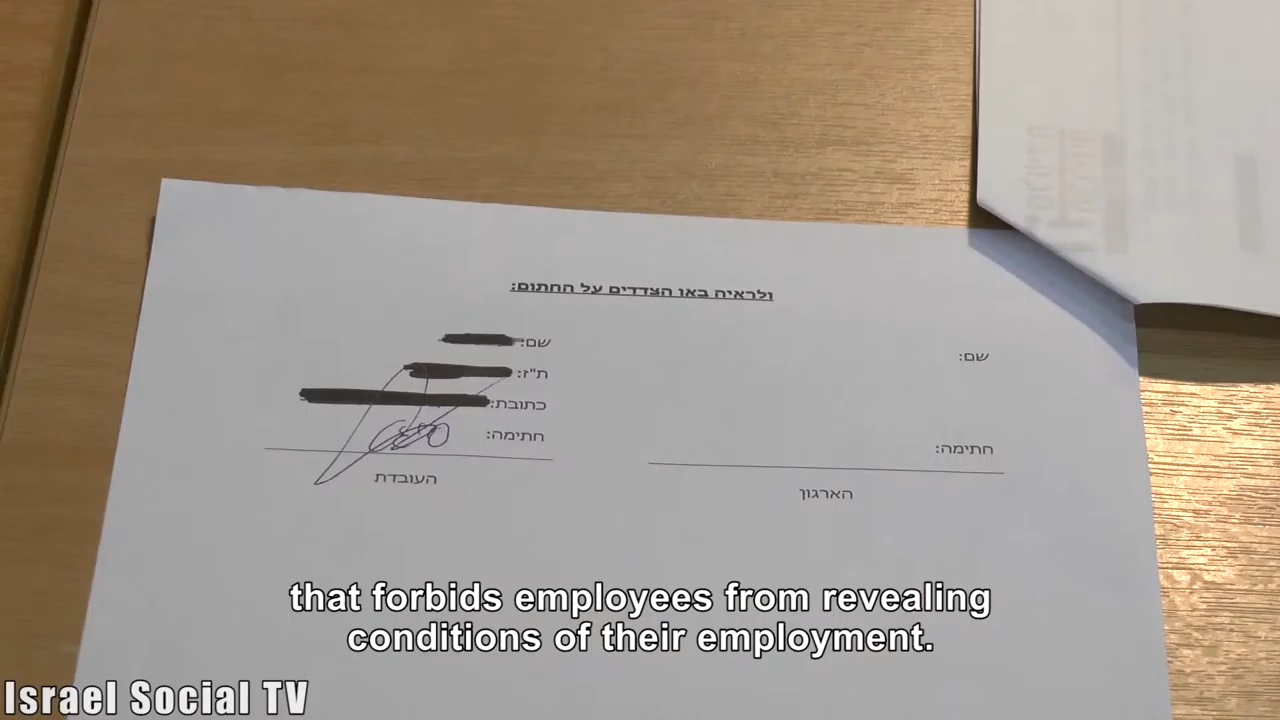 ולראיה באו הצדדים על החתום:
שם:
שם:
ת"ז:
כתובת:
חתימה:
חתימה:
העובדת
הארגון
that forbids employees from revealing
conditions of their employment.
Israel Social TV